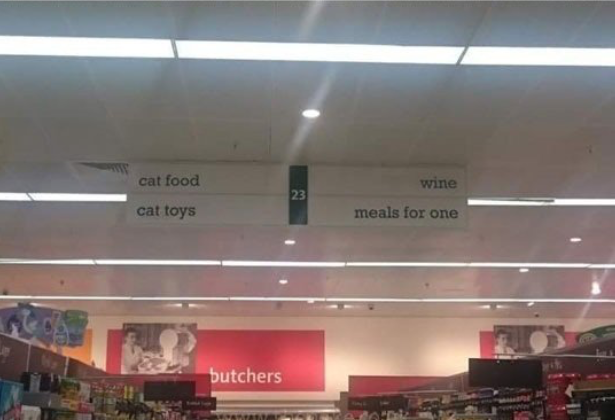 cat food
cat toys
23
wine
meals for one
butchers